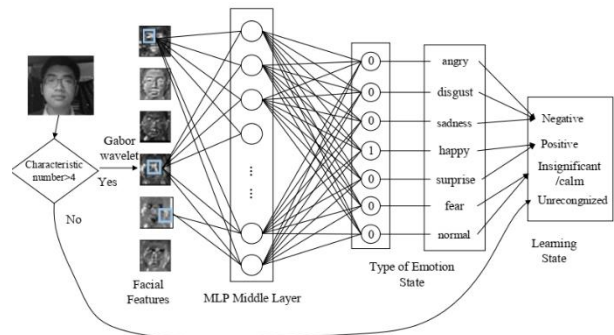 Characteristic
number>4
Yes
No
Gabor
wavelet
Facial
Features
...
...
MLP Middle Layer
0
0
0
1
0
0
0
Type of Emotion
State
angry
disgust
sadness
happy
surprise
fear
normal
Negative
Positive
Insignificant
/calm
Unrecognized
Learning
State